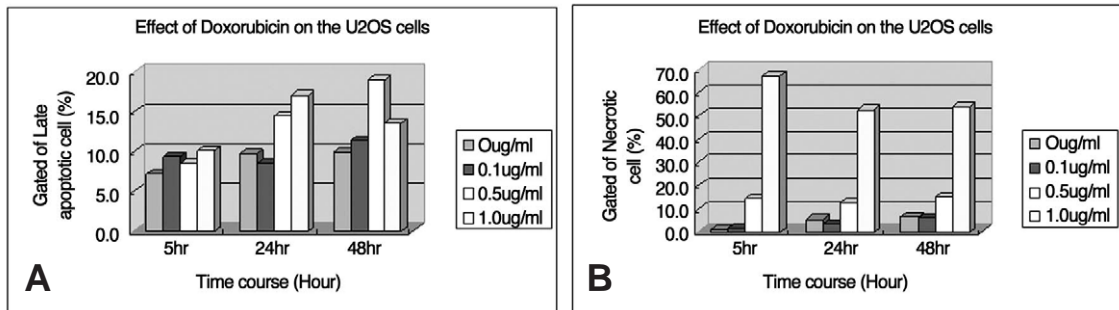 Effect of Doxorubicin on the U2OS cells
Gated of Late
apoptotic cell (%)
20.0
15.0
10.0
5.0
0.0
5hr 24hr 48hr
Time course (Hour)
Oug/ml
0.1ug/ml
0.5ug/ml
1.0ug/ml
A
Effect of Doxorubicin on the U2OS cells
Gated of Necrotic
cell (%)
70.0
60.0
50.0
40.0
30.0
20.0
10.0
0.0
5hr 24hr 48hr
Time course (Hour)
Oug/ml
0.1ug/ml
0.5ug/ml
1.0ug/ml
B